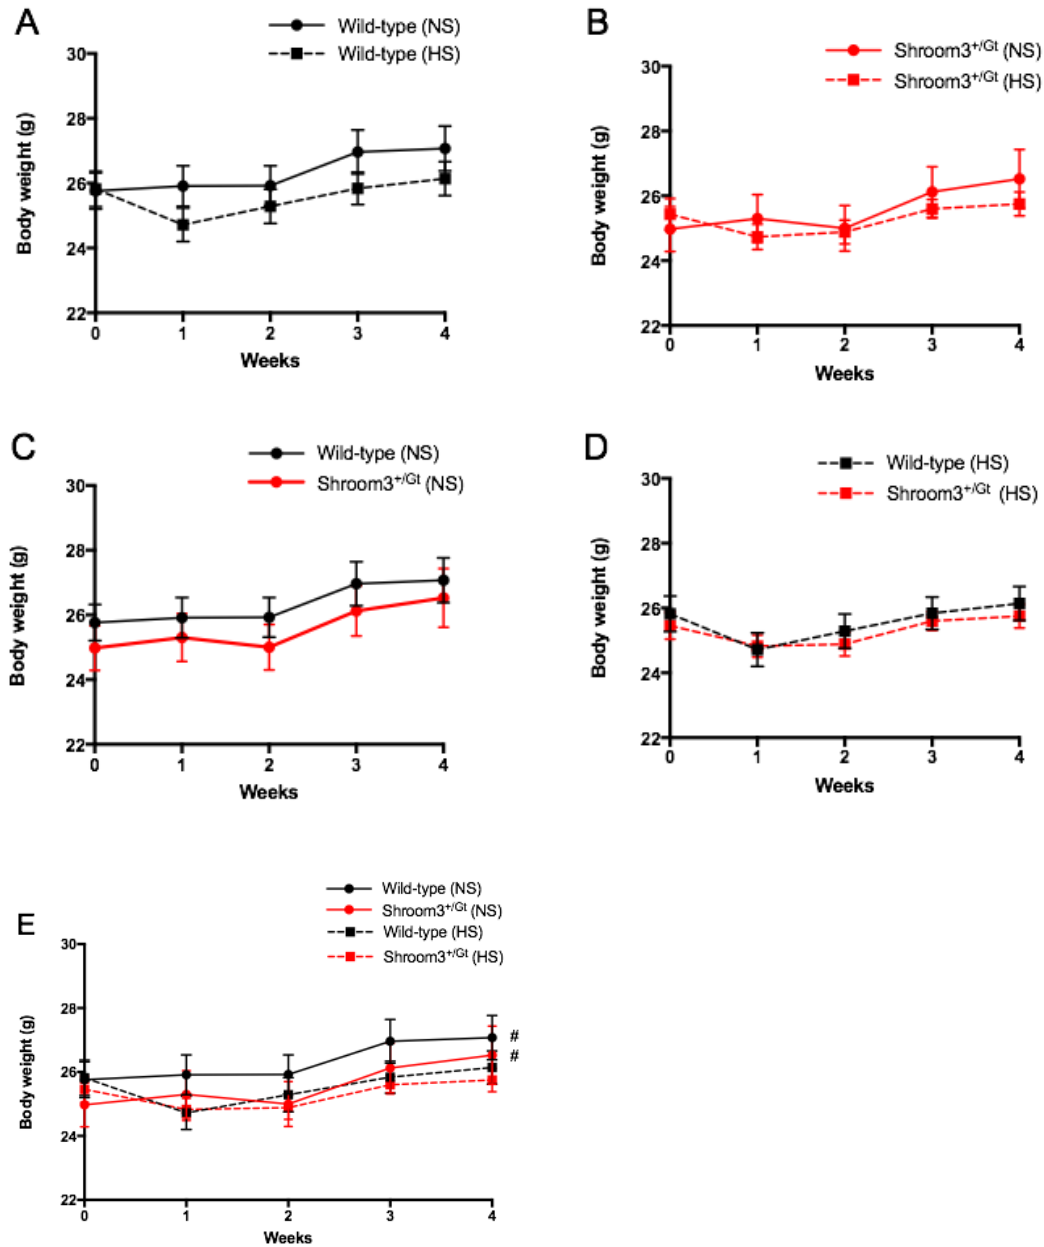 A
Wild-type (NS)
Wild-type (HS)
30
28
26
24
22
Body weight (g)
0 1 2 3 4
Weeks
B
Shroom3+/Gt (NS)
Shroom3+/Gt (HS)
30
28
26
24
22
Body weight (g)
0 1 2 3 4
Weeks
C
Wild-type (NS)
Shroom3+/Gt (NS)
30
28
26
24
22
Body weight (g)
0 1 2 3 4
Weeks
D
Wild-type (HS)
Shroom3+/Gt (HS)
30
28
26
24
22
Body weight (g)
0 1 2 3 4
Weeks
E
Wild-type (NS)
Shroom3+/Gt (NS)
Wild-type (HS)
Shroom3+/Gt (HS)
30
28
26
24
22
Body weight (g)
#
#
0 1 2 3 4
Weeks